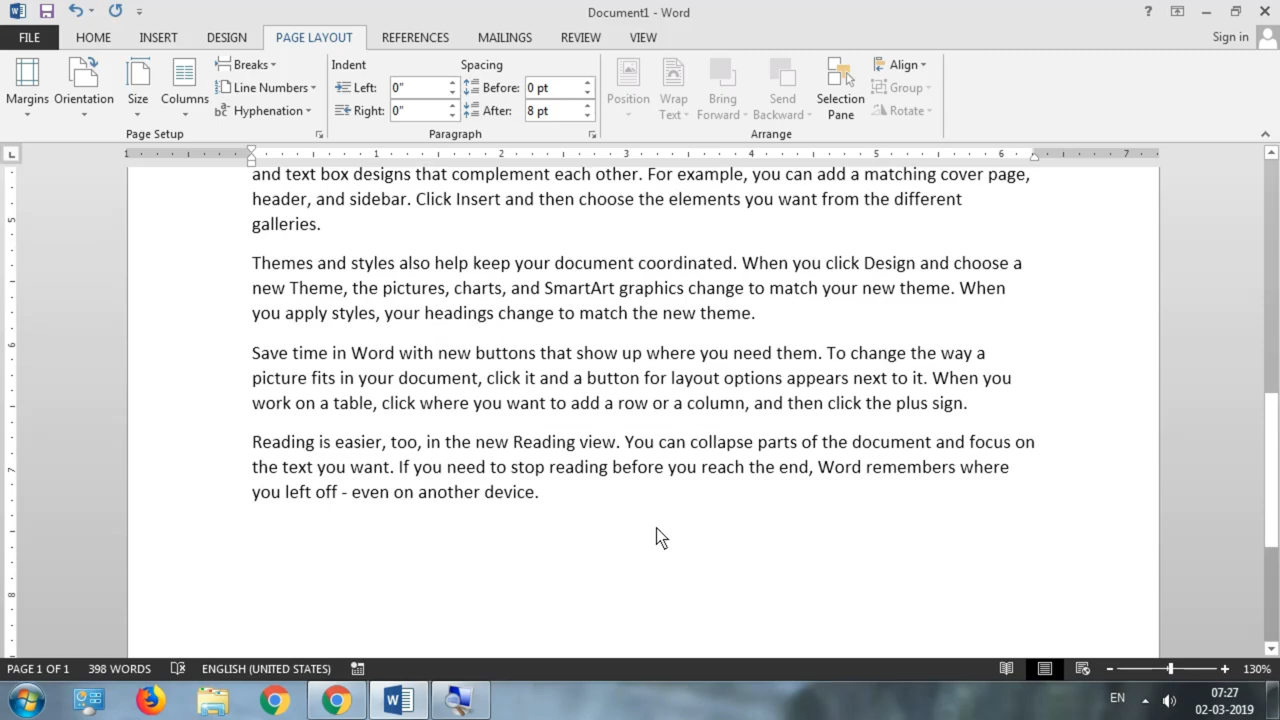 Document1 - Word
?
FILE HOME INSERT DESIGN PAGE LAYOUT REFERENCES MAILINGS REVIEW VIEW Sign in
Margins Orientation Size Columns
Breaks
Line Numbers
Hyphenation
Page Setup
Indent Spacing
Left: 0" Before: 0 pt
Right: 0" After: 8 pt
Paragraph
Position Wrap Text Bring Forward Send Backward Selection Pane
Align
Group
Rotate
Arrange
1 1 2 3 4 5 6 7
5
6
7
8
and text box designs that complement each other. For example, you can add a matching cover page,
header, and sidebar. Click Insert and then choose the elements you want from the different
galleries.
Themes and styles also help keep your document coordinated. When you click Design and choose a
new Theme, the pictures, charts, and SmartArt graphics change to match your new theme. When
you apply styles, your headings change to match the new theme.
Save time in Word with new buttons that show up where you need them. To change the way a
picture fits in your document, click it and a button for layout options appears next to it. When you
work on a table, click where you want to add a row or a column, and then click the plus sign.
Reading is easier, too, in the new Reading view. You can collapse parts of the document and focus on
the text you want. If you need to stop reading before you reach the end, Word remembers where
you left off - even on another device.
PAGE 1 OF 1 398 WORDS ENGLISH (UNITED STATES) 130%
EN 07:27
02-03-2019